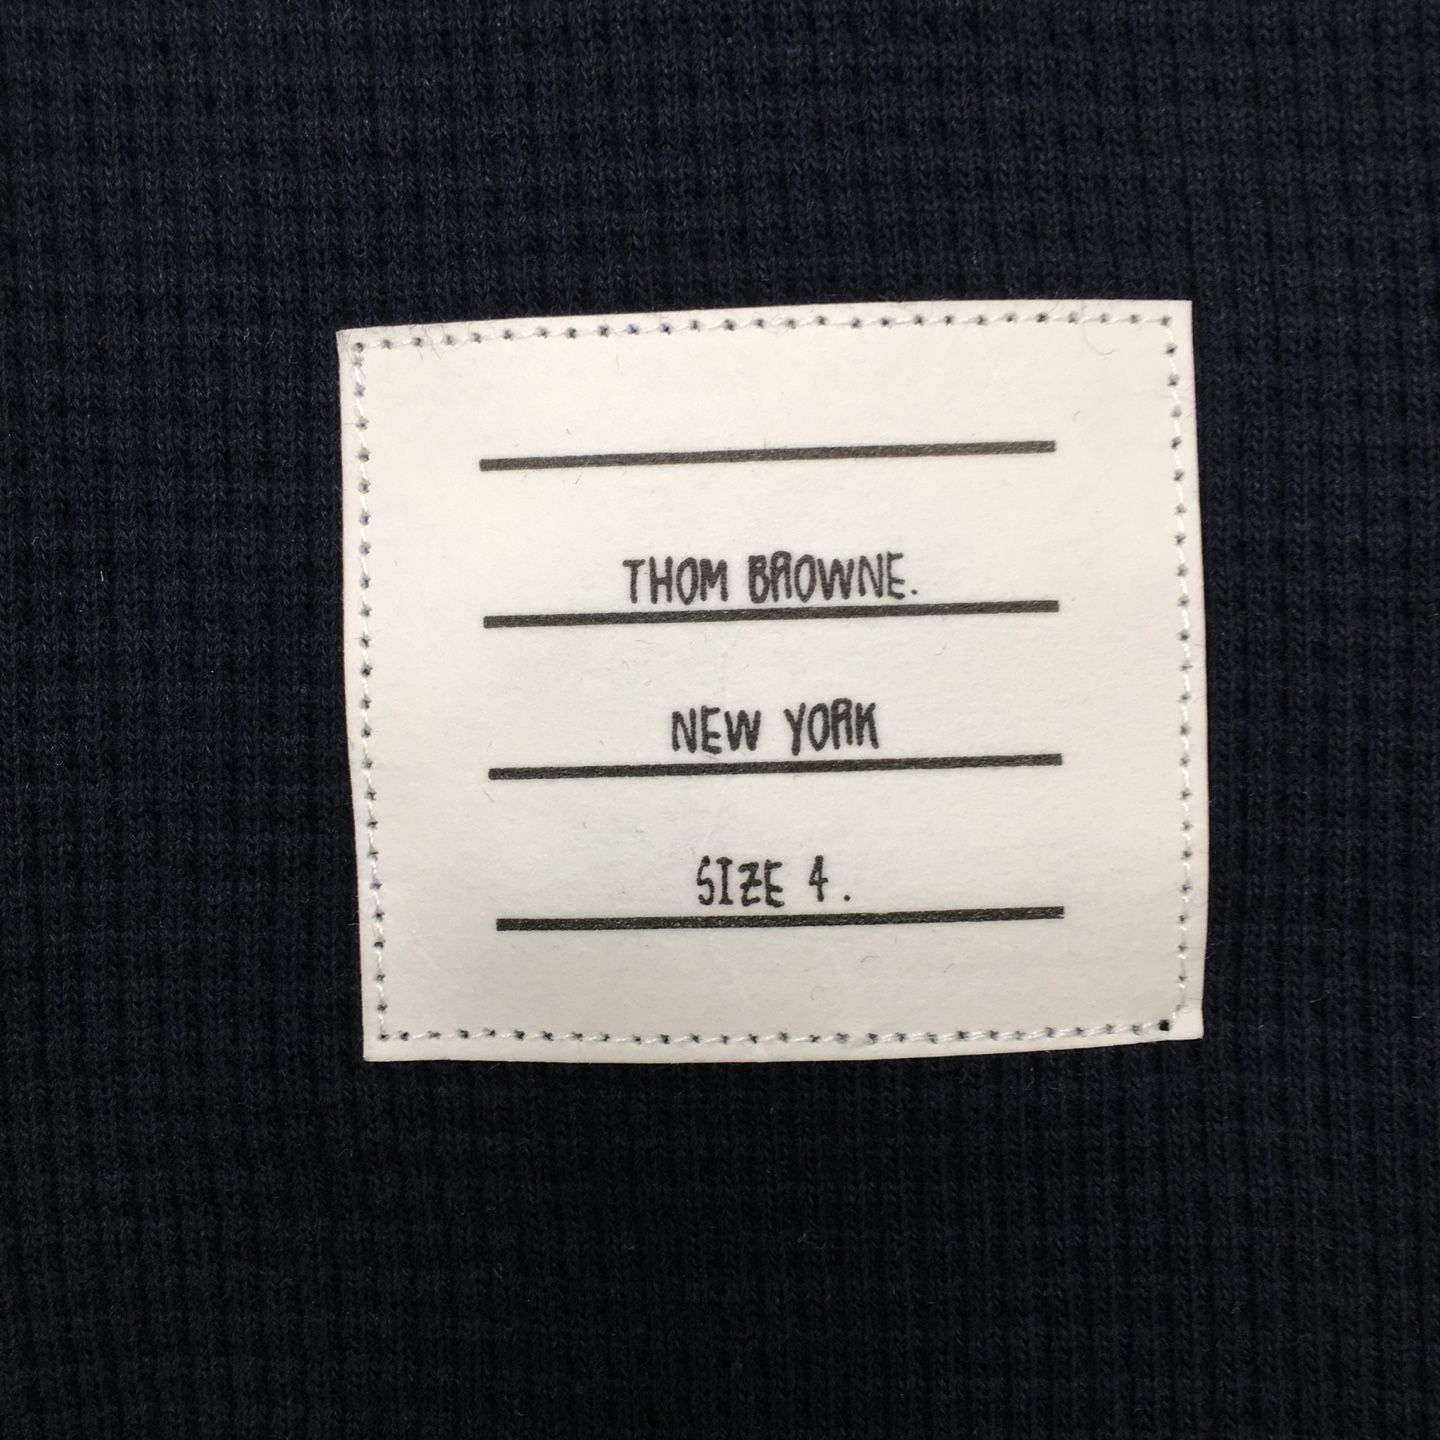 THOM BROWNE.
NEW YORK
SIZE 4.